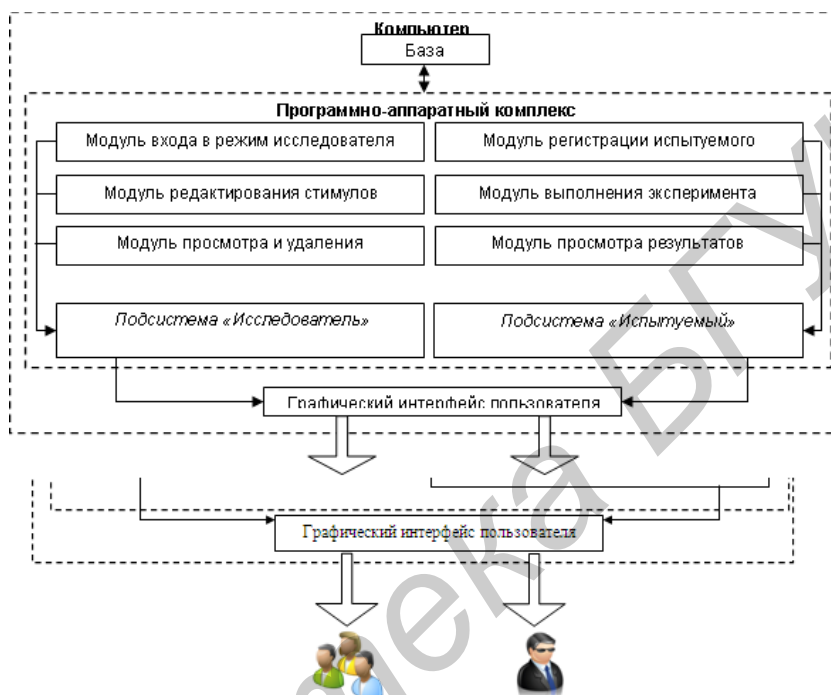 Компьютер
База
Программно-аппаратный комплекс
Модуль входа в режим исследователя
Модуль регистрации испытуемого
Модуль редактирования стимулов
Модуль выполнения эксперимента
Модуль просмотра и удаления
Модуль просмотра результатов
Подсистема «Исследователь»
Подсистема «Испытуемый»
Графический интерфейс пользователя
Графический интерфейс пользователя